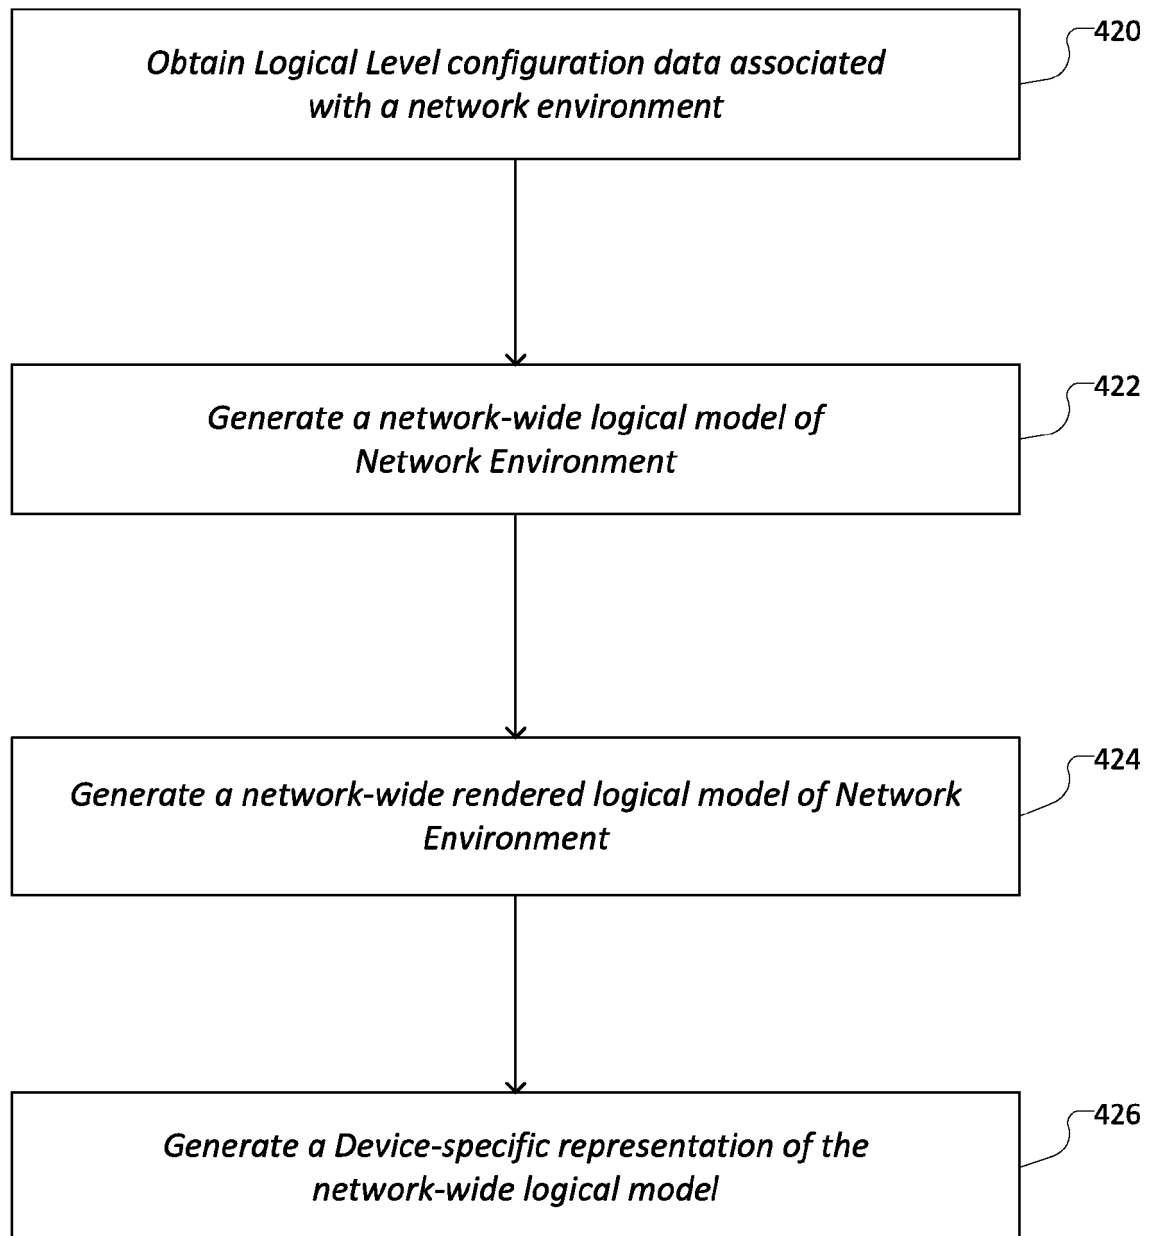 Obtain Logical Level configuration data associated
with a network environment
420
Generate a network-wide logical model of
Network Environment
422
Generate a network-wide rendered logical model of Network
Environment
424
Generate a Device-specific representation of the
network-wide logical model
426